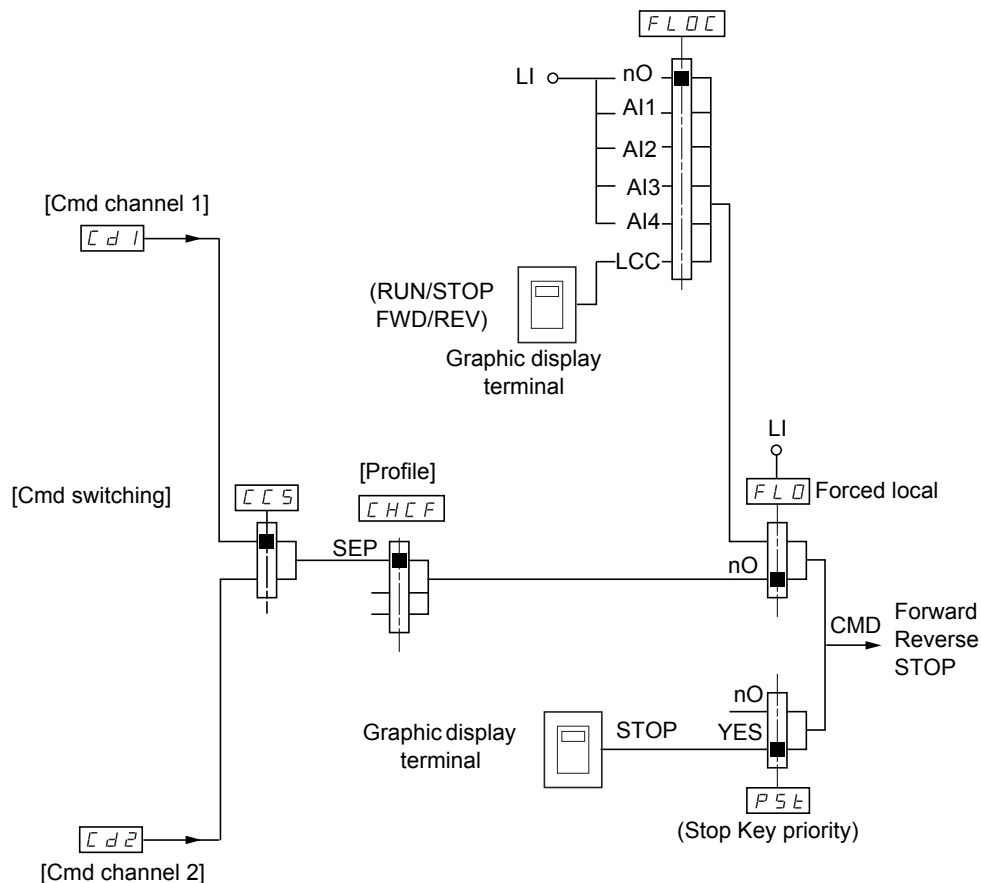 FLOC
LI
nO
AI1
AI2
AI3
AI4
LCC
[Cmd channel 1]
Cd1
(RUN/STOP
FWD/REV)
Graphic display
terminal
LI
[Cmd switching]
CCS
[Profile]
CHCF
FLO
Forced local
SEP
nO
CMD
Forward
Reverse
STOP
nO
Graphic display
terminal
STOP
YES
PSt
(Stop Key priority)
Cd2
[Cmd channel 2]